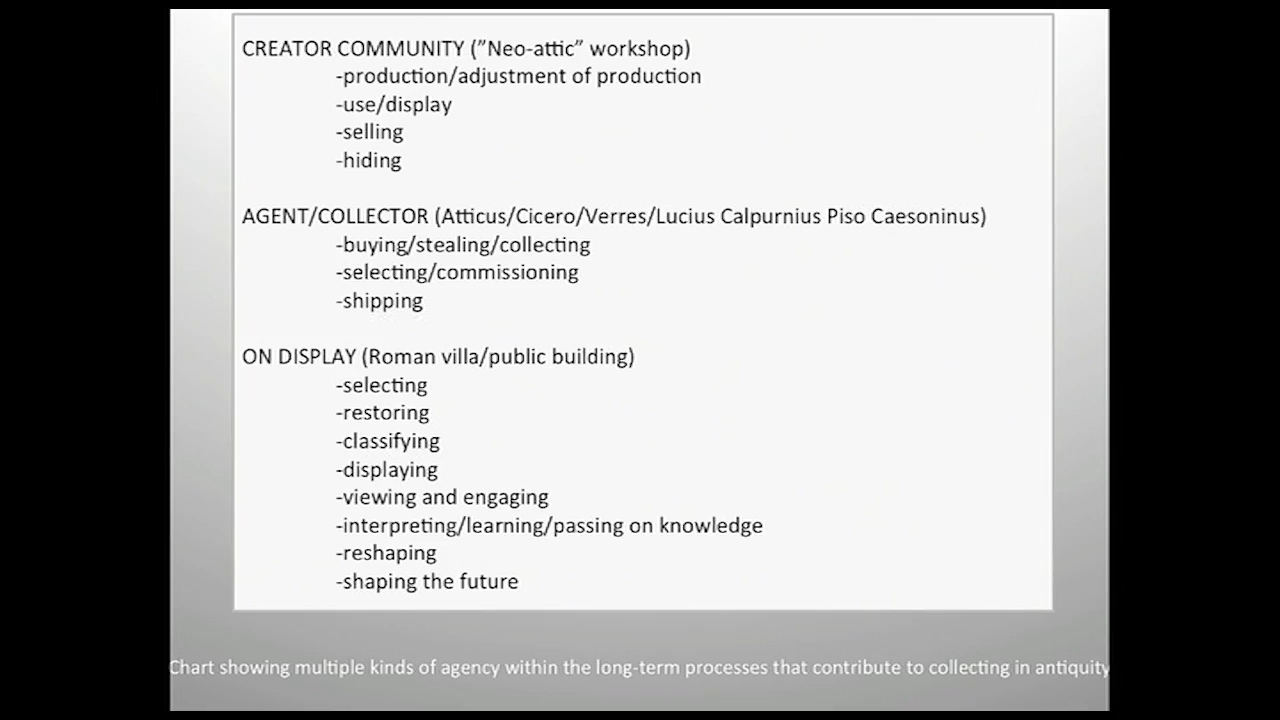 CREATOR COMMUNITY (”Neo-attic” workshop)
-production/adjustment of production
-use/display
-selling
-hiding
AGENT/COLLECTOR (Atticus/Cicero/Verres/Lucius Calpurnius Piso Caesoninus)
-buying/stealing/collecting
-selecting/commissioning
-shipping
ON DISPLAY (Roman villa/public building)
-selecting
-restoring
-classifying
-displaying
-viewing and engaging
-interpreting/learning/passing on knowledge
-reshaping
-shaping the future
Chart showing multiple kinds of agency within the long-term processes that contribute to collecting in antiquity